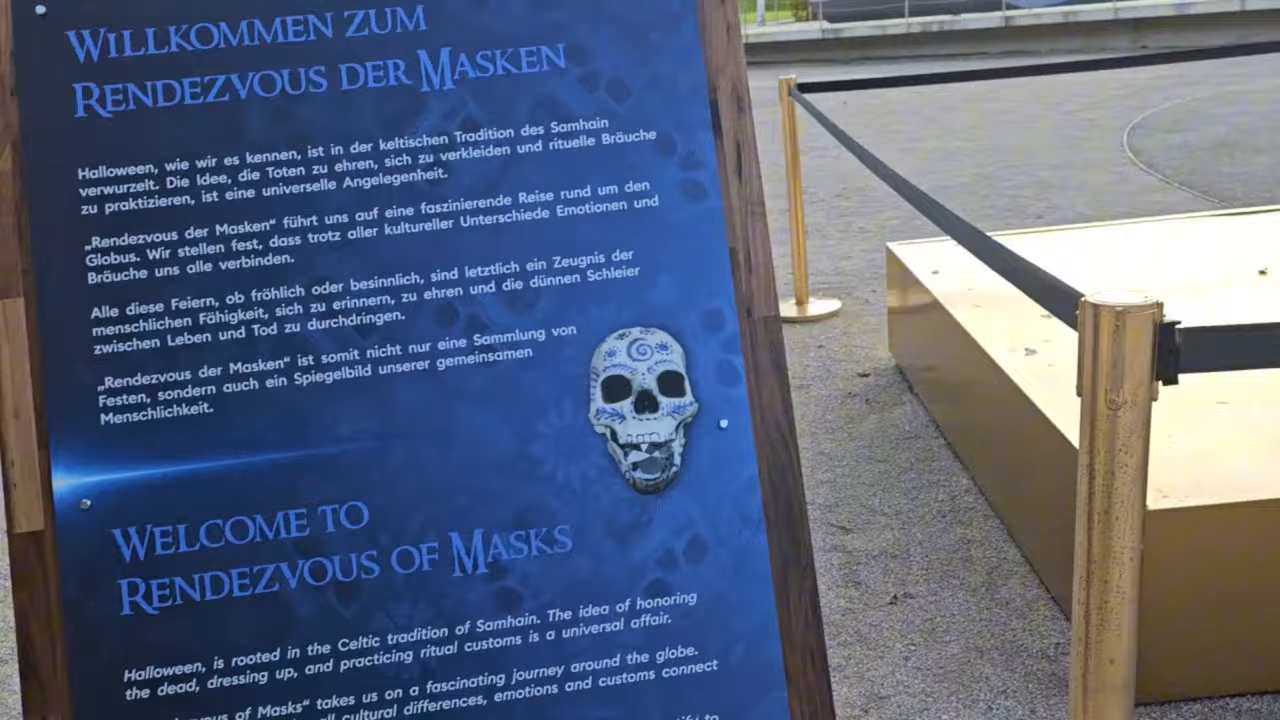 WILLKOMMEN ZUM
RENDEZVOUS DER MASKEN
Halloween, wie wir es kennen, ist in der keltischen Tradition des Samhain
verwurzelt. Die Idee, die Toten zu ehren, sich zu verkleiden und rituelle Bräuche
zu praktizieren, ist eine universelle Angelegenheit.
„Rendezvous der Masken“ führt uns auf eine faszinierende Reise rund um den
Globus. Wir stellen fest, dass trotz aller kultureller Unterschiede Emotionen und
Bräuche uns alle verbinden.
Alle diese Feiern, ob fröhlich oder besinnlich, sind letztlich ein Zeugnis der
menschlichen Fähigkeit, sich zu erinnern, zu ehren und die dünnen Schleier
zwischen Leben und Tod zu durchdringen.
„Rendezvous der Masken“ ist somit nicht nur eine Sammlung von
Festen, sondern auch ein Spiegelbild unserer gemeinsamen
Menschlichkeit.
WELCOME TO
RENDEZVOUS OF MASKS
Halloween, is rooted in the Celtic tradition of Samhain. The idea of honoring
the dead, dressing up, and practicing ritual customs is a universal affair.
of Masks“ takes us on a fascinating journey around the globe.
cultural differences, emotions and customs connect